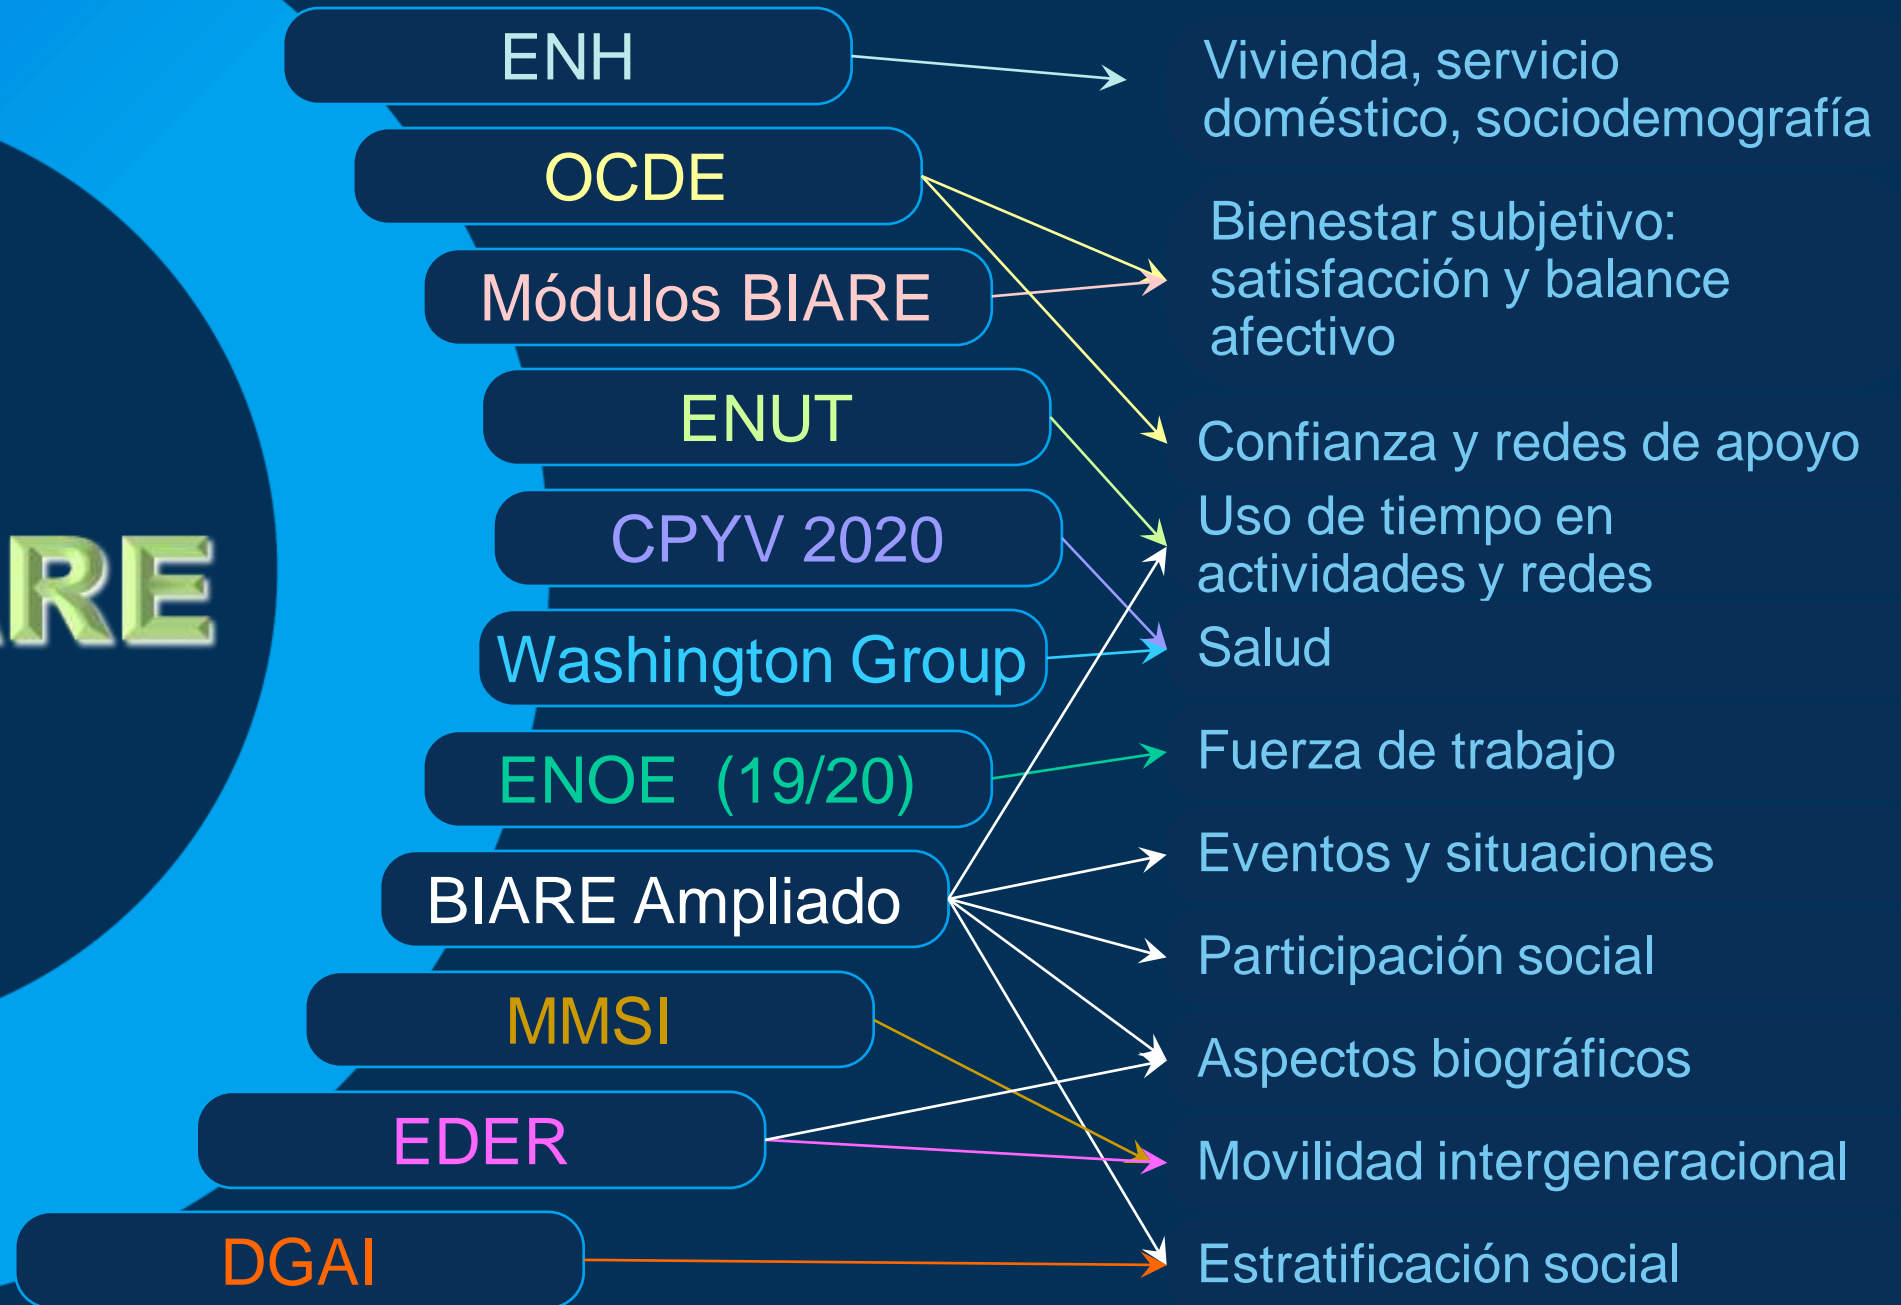 ENH
OCDE
Módulos BIARE
ENUT
CPYV 2020
Washington Group
ENOE (19/20)
BIARE Ampliado
MMSI
EDER
DGAI
ARE
Vivienda, servicio
doméstico, sociodemografía
Bienestar subjetivo:
satisfacción y balance
afectivo
Confianza y redes de apoyo
Uso de tiempo en
actividades y redes
Salud
Fuerza de trabajo
Eventos y situaciones
Participación social
Aspectos biográficos
Movilidad intergeneracional
Estratificación social